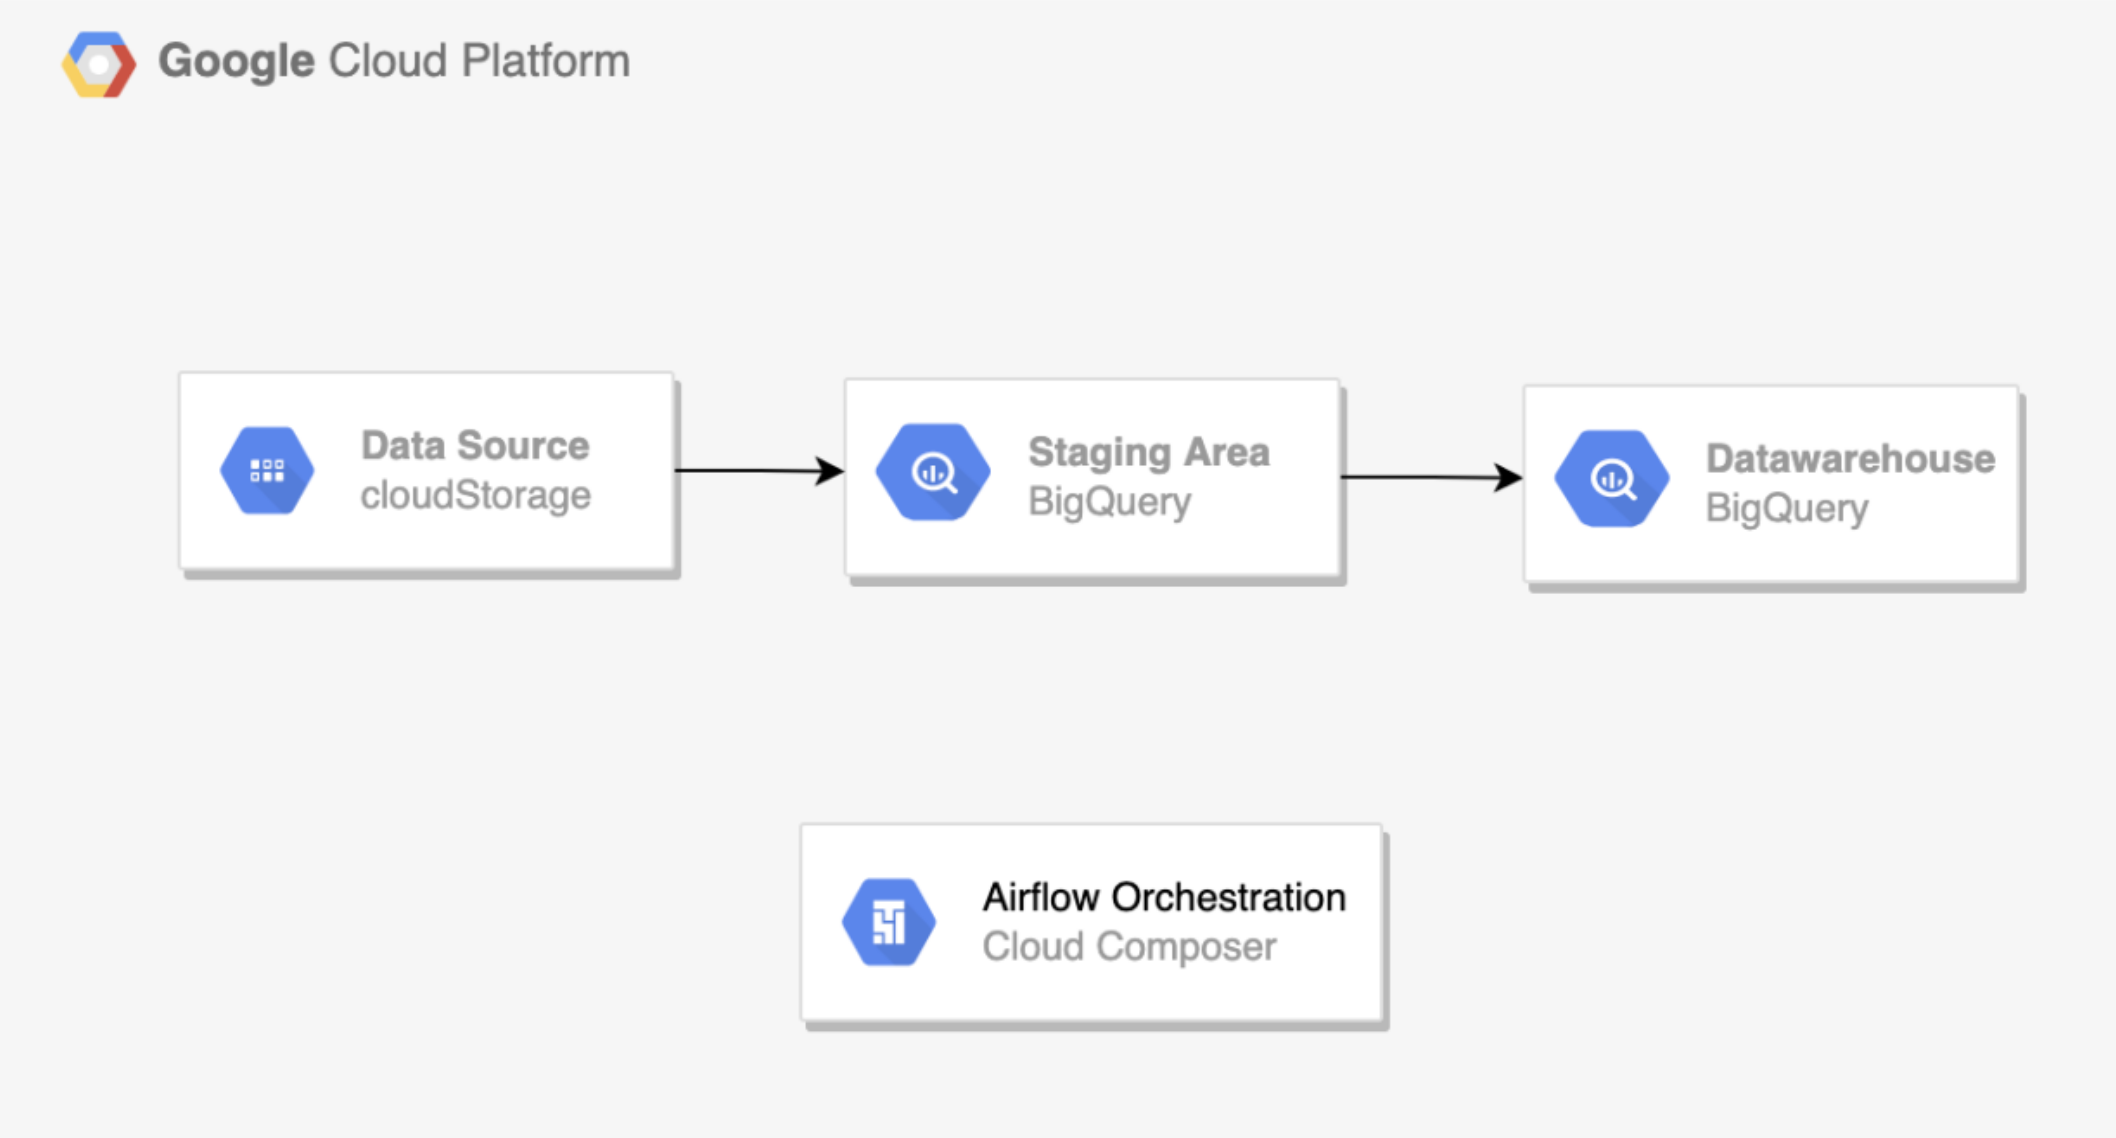 Google Cloud Platform
Data Source
cloudStorage
Staging Area
BigQuery
Datawarehouse
BigQuery
Airflow Orchestration
Cloud Composer